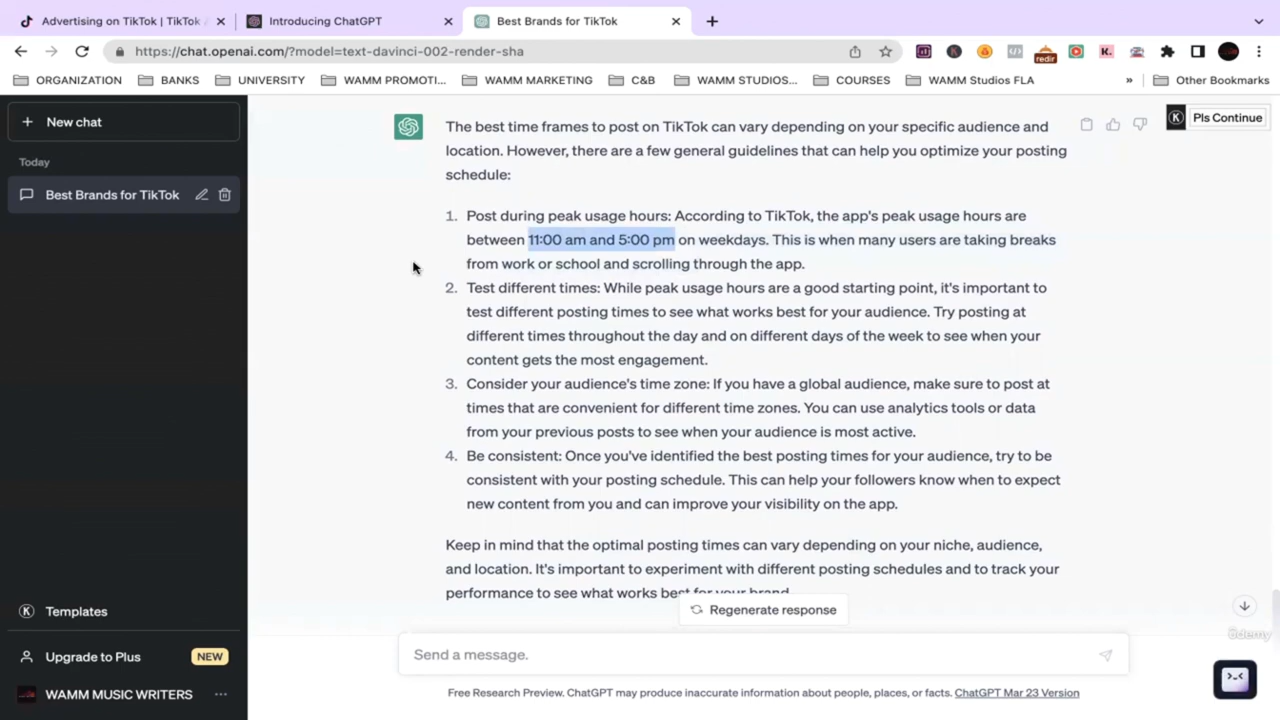 Advertising on TikTok | TikTok
Introducing ChatGPT
Best Brands for TikTok
https://chat.openai.com/?model=text-davinci-002-render-sha
redir
ORGANIZATION
BANKS
UNIVERSITY
WAMM PROMOTI...
WAMM MARKETING
C&B
WAMM STUDIOS...
COURSES
WAMM Studios FLA
»
Other Bookmarks
+ New chat
Today
Best Brands for TikTok
Pls Continue
The best time frames to post on TikTok can vary depending on your specific audience and
location. However, there are a few general guidelines that can help you optimize your posting
schedule:
1. Post during peak usage hours: According to TikTok, the app's peak usage hours are
between 11:00 am and 5:00 pm on weekdays. This is when many users are taking breaks
from work or school and scrolling through the app.
2. Test different times: While peak usage hours are a good starting point, it's important to
test different posting times to see what works best for your audience. Try posting at
different times throughout the day and on different days of the week to see when your
content gets the most engagement.
3. Consider your audience's time zone: If you have a global audience, make sure to post at
times that are convenient for different time zones. You can use analytics tools or data
from your previous posts to see when your audience is most active.
4. Be consistent: Once you've identified the best posting times for your audience, try to be
consistent with your posting schedule. This can help your followers know when to expect
new content from you and can improve your visibility on the app.
Keep in mind that the optimal posting times can vary depending on your niche, audience,
and location. It's important to experiment with different posting schedules and to track your
performance to see what works best for your brand.
Regenerate response
Templates
Upgrade to Plus
NEW
WAMM MUSIC WRITERS
...
Send a message.
Free Research Preview. ChatGPT may produce inaccurate information about people, places, or facts. ChatGPT Mar 23 Version
ûdemy